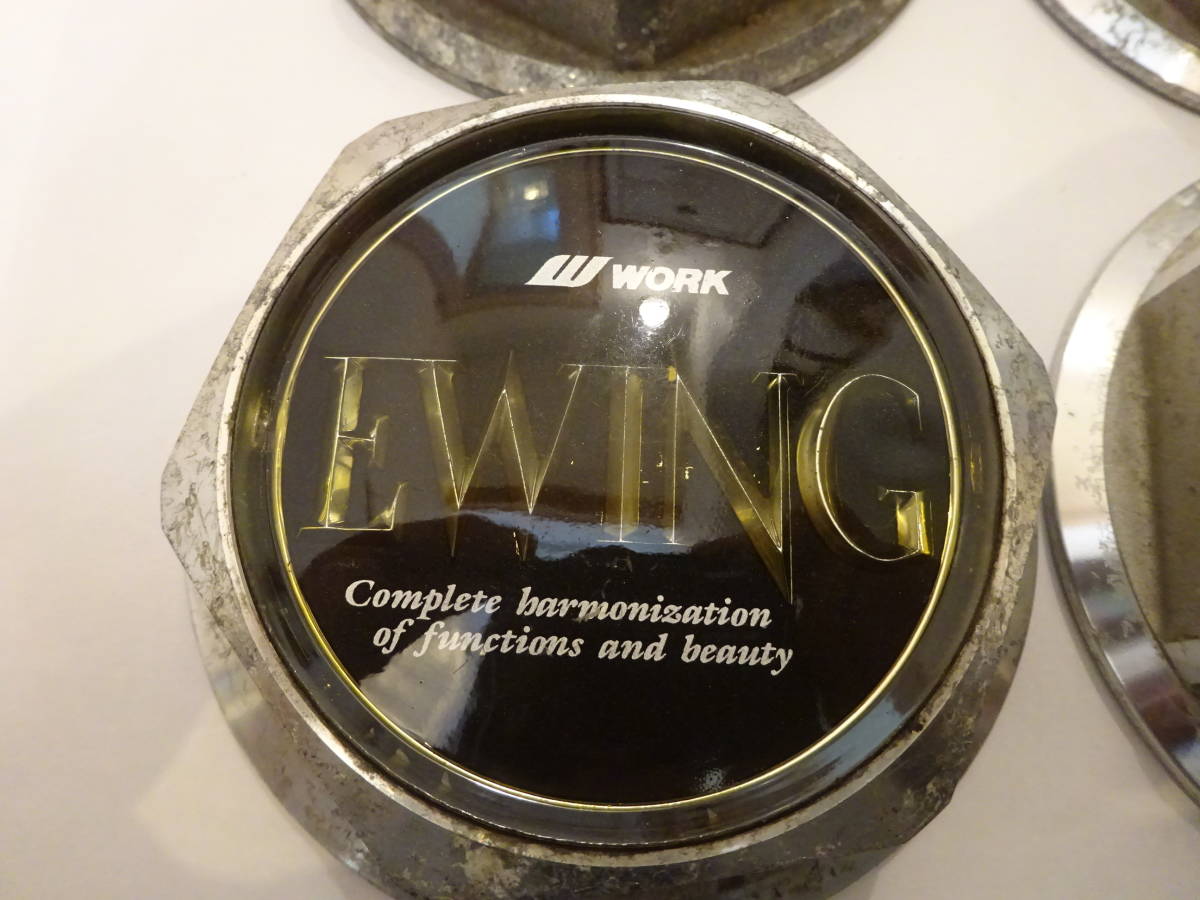 W WORK
EWING
Complete harmonization
of functions and beauty